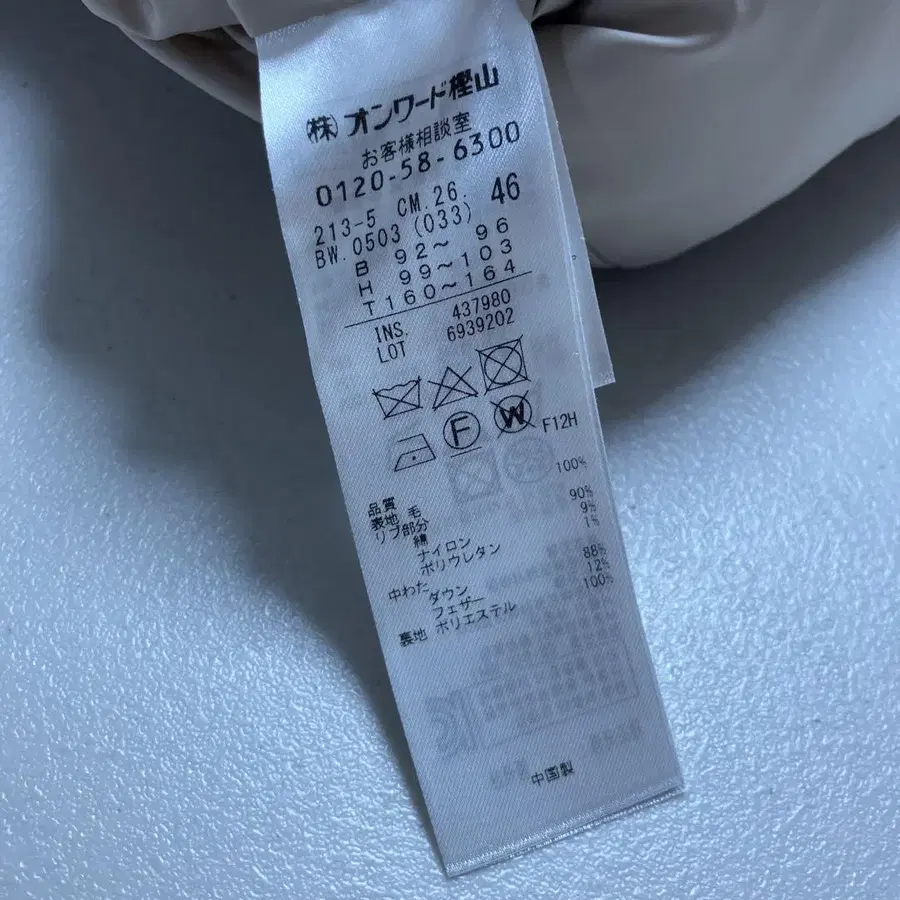 (株) オンワード樫山
お客様相談室
0120-58-6300
213-5 CM.26. 46
BW.0503 (033)
B 92～ 96
H 99～103
T160～164
INS. 437980
LOT 6939202
F
W
F12H
品質
表地 毛 100%
リブ部分
綿 90%
ナイロン 9%
ポリウレタン 1%
中わた
ダウン 88%
フェザー 12%
裏地 ポリエステル 100%
中国製